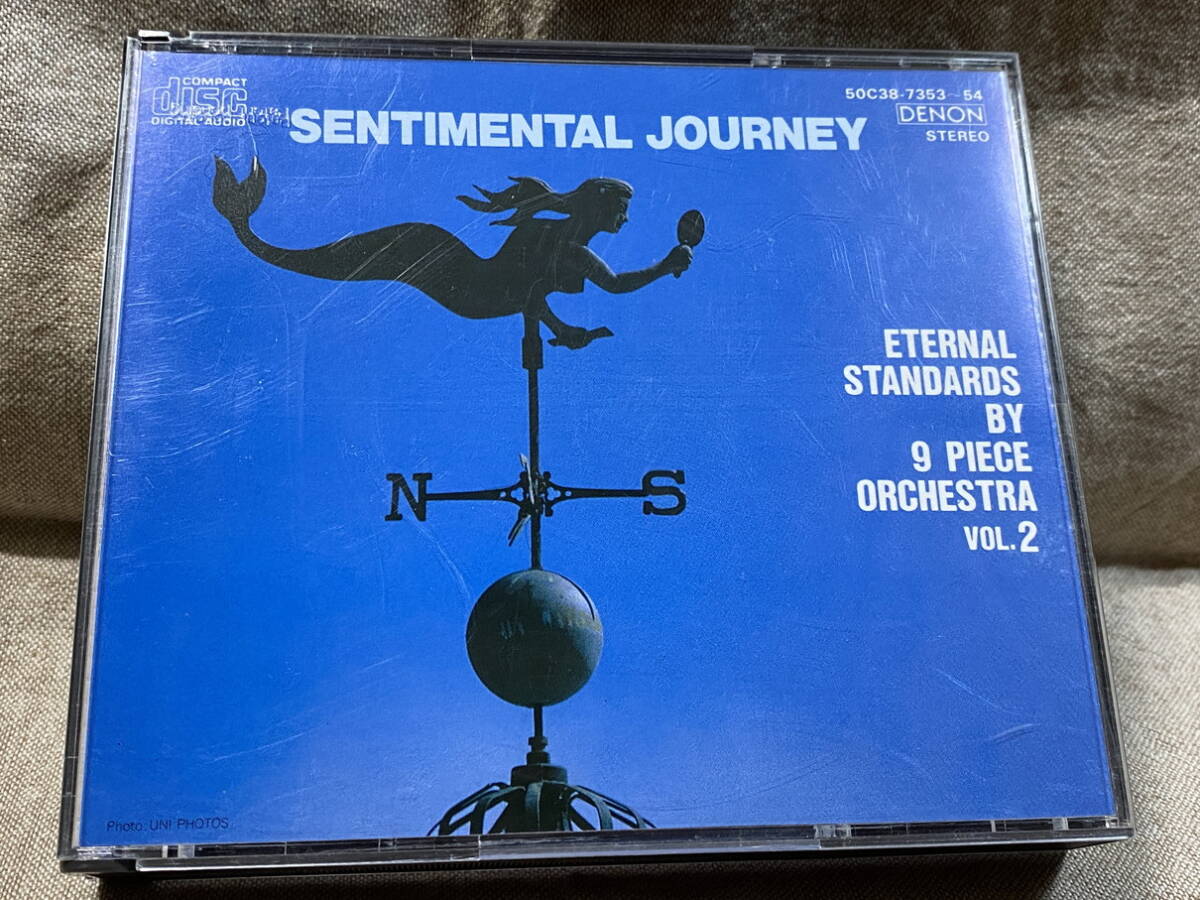 COMPACT
disc
DIGITAL AUDIO
SENTIMENTAL JOURNEY
50C38-7353~54
DENON
STEREO
ETERNAL
STANDARDS
BY
9 PIECE
ORCHESTRA
VOL.2
N
S
Photo: UNI PHOTOS